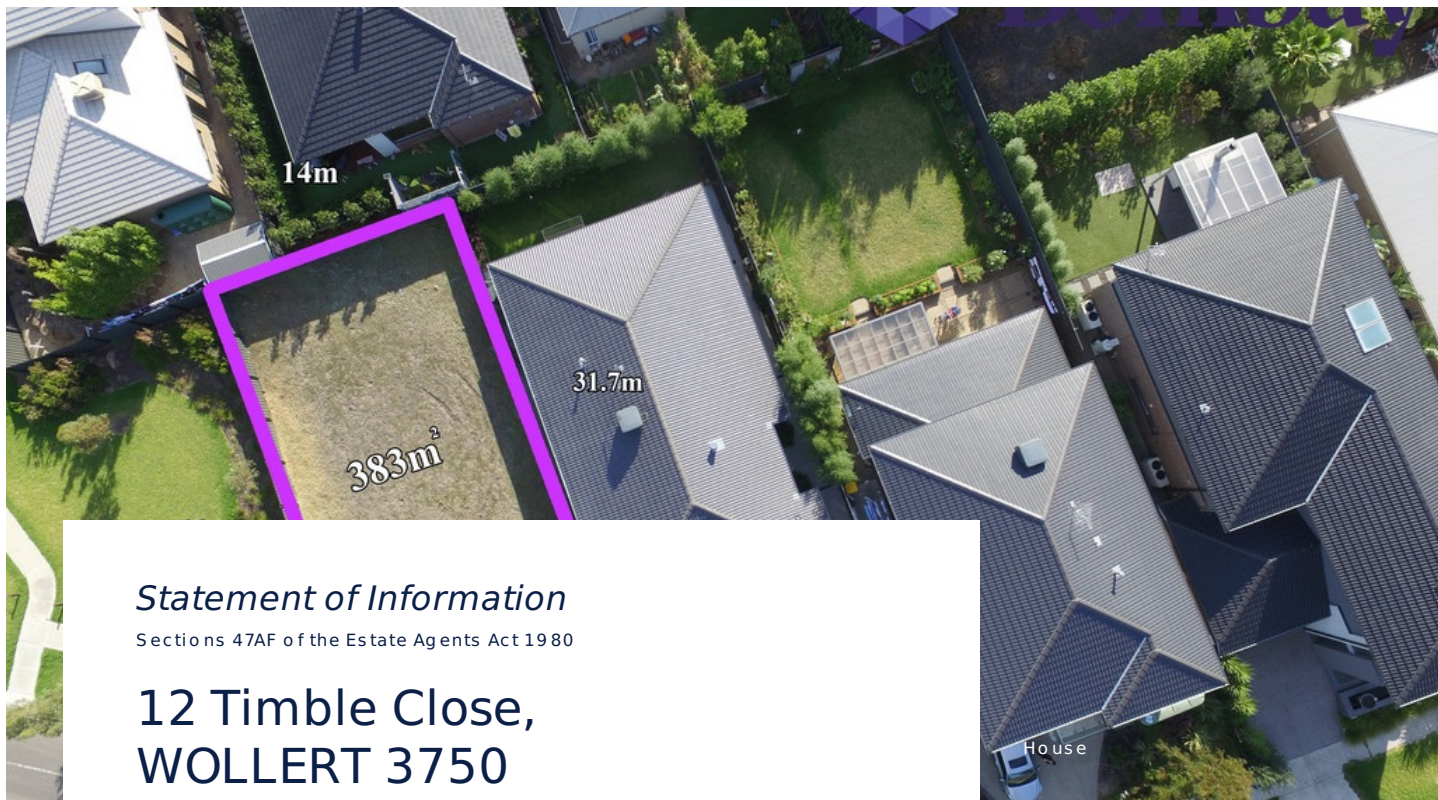 14m
31.7m
383m²
Statement of Information
Sections 47AF of the Estate Agents Act 1980
12 Timble Close,
WOLLERT 3750
House